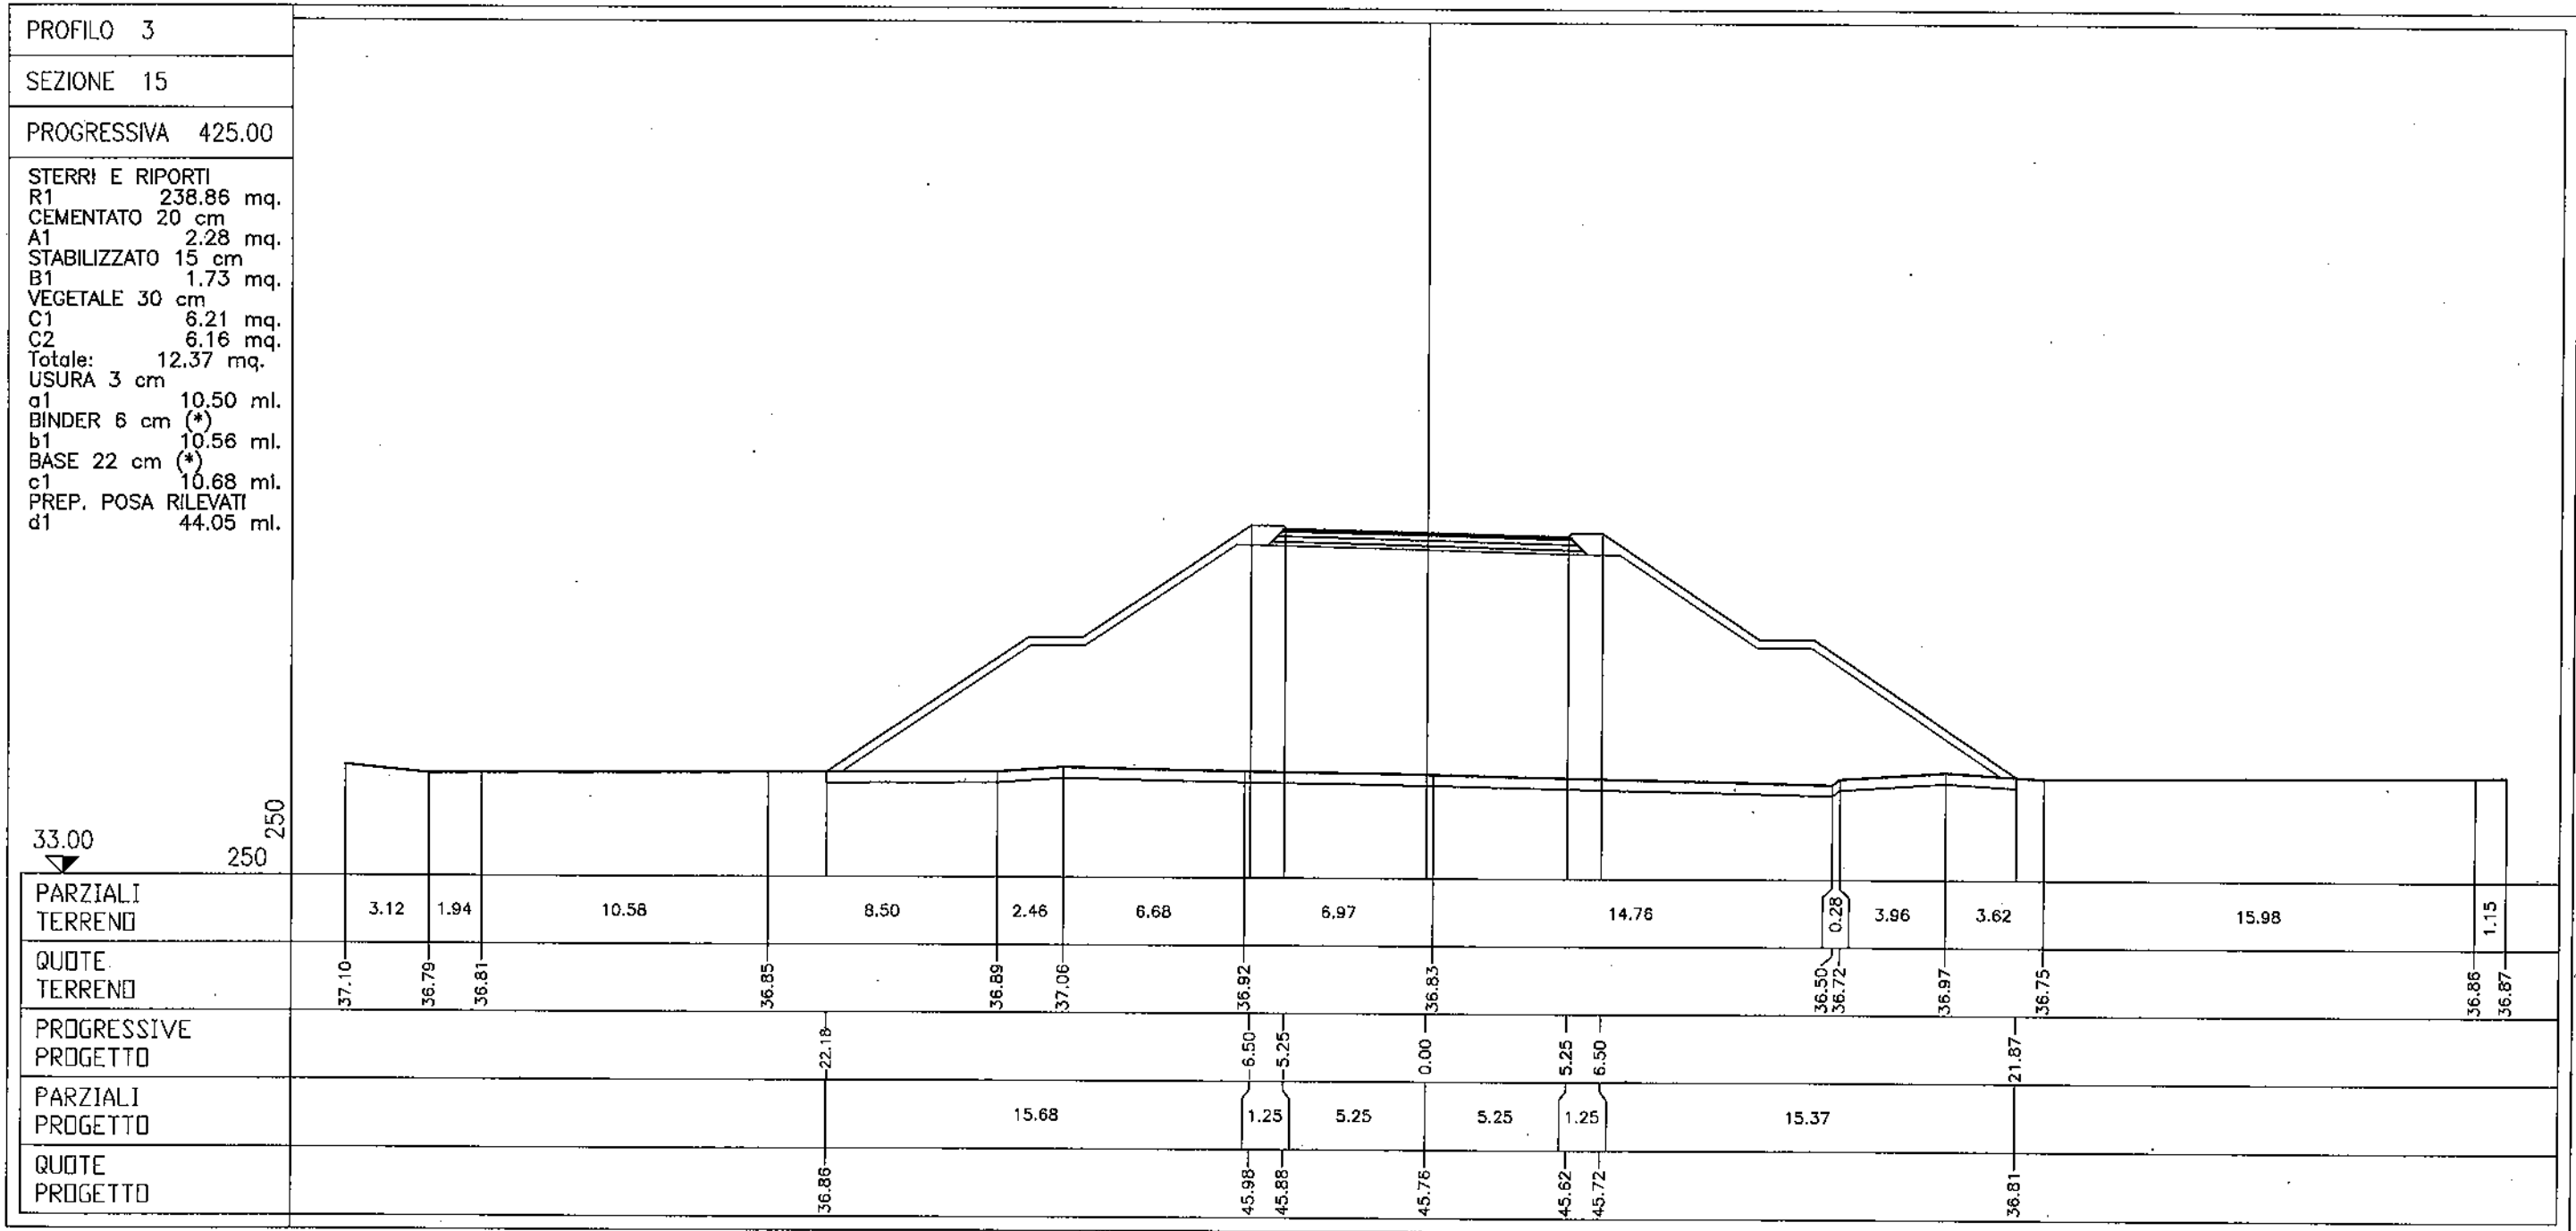 PROFILO 3
SEZIONE 15
PROGRESSIVA 425.00
STERRI E RIPORTI
R1 238.86 mq.
CEMENTATO 20 cm
A1 2.28 mq.
STABILIZZATO 15 cm
B1 1.73 mq.
VEGETALE 30 cm
C1 6.21 mq.
C2 6.16 mq.
Totale: 12.37 mq.
USURA 3 cm
a1 10.50 ml.
BINDER 6 cm (*)
b1 10.56 ml.
BASE 22 cm (*)
c1 10.68 ml.
PREP. POSA RILEVATI
d1 44.05 ml.
250
33.00
250
PARZIALI
TERRENO
3.12 1.94 10.58 8.50 2.46 6.68 6.97 14.76 0.28 3.96 3.62 15.98 1.15
QUOTE
TERRENO
37.10 36.79 36.81 36.85 36.89 37.06 36.92 36.83 36.50 36.72 36.97 36.75 36.86 36.87
PROGRESSIVE
PROGETTO
-22.18 -6.50 -5.25 0.00 5.25 6.50 21.87
PARZIALI
PROGETTO
15.68 1.25 5.25 5.25 1.25 15.37
QUOTE
PROGETTO
36.86 45.98 45.88 45.76 45.62 45.72 36.81